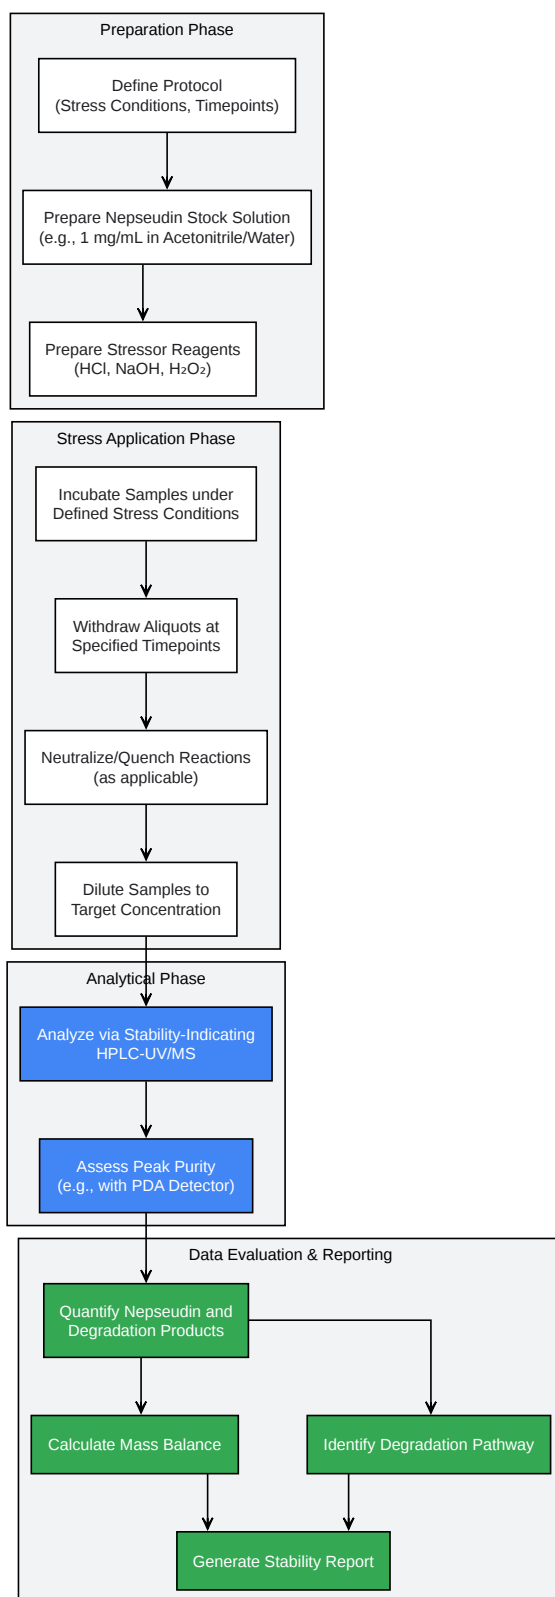 Preparation Phase
Define Protocol
(Stress Conditions, Timepoints)
Prepare Nepseudin Stock Solution
(e.g., 1 mg/mL in Acetonitrile/Water)
Prepare Stressor Reagents
(HCl, NaOH, H₂O₂)
Stress Application Phase
Incubate Samples under
Defined Stress Conditions
Withdraw Aliquots at
Specified Timepoints
Neutralize/Quench Reactions
(as applicable)
Dilute Samples to
Target Concentration
Analytical Phase
Analyze via Stability-Indicating
HPLC-UV/MS
Assess Peak Purity
(e.g., with PDA Detector)
Data Evaluation & Reporting
Quantify Nepseudin and
Degradation Products
Calculate Mass Balance
Identify Degradation Pathway
Generate Stability Report